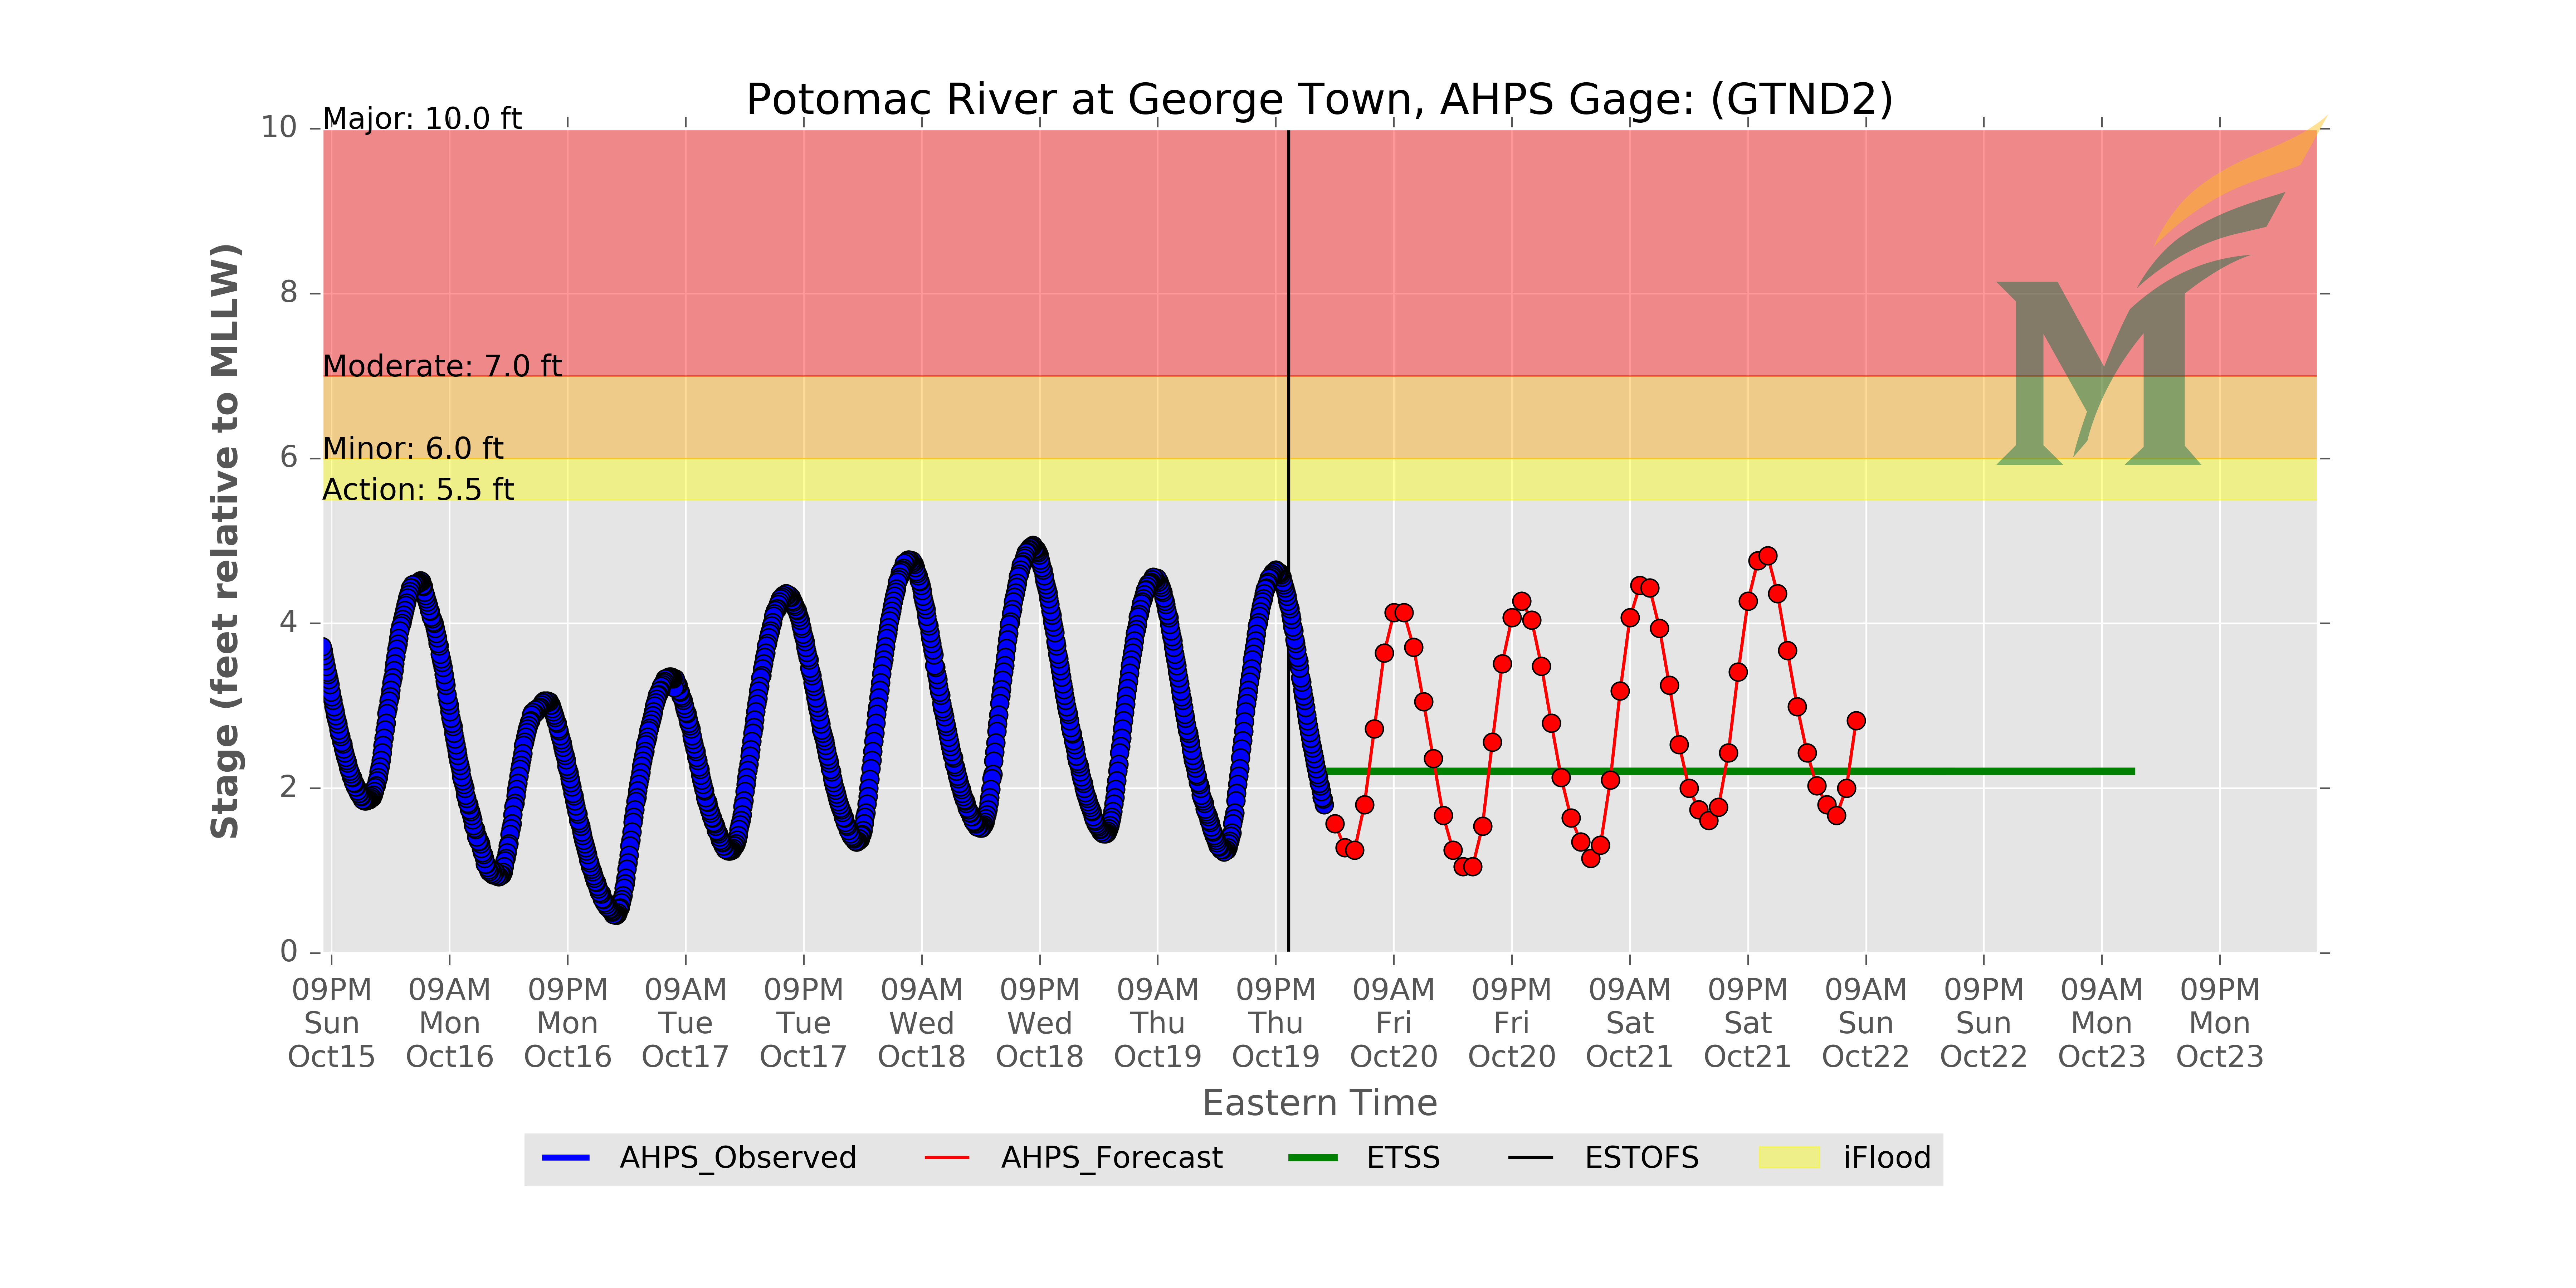 Potomac River at George Town, AHPS Gage: (GTND2)
Major: 10.0 ft
Moderate: 7.0 ft
Minor: 6.0 ft
Action: 5.5 ft
10
8
6
4
2
0
Stage (feet relative to MLLW)
09PM 09AM 09PM 09AM 09PM 09AM 09PM 09AM 09PM 09AM 09PM 09AM 09PM 09AM 09PM 09AM 09PM
Sun Mon Mon Tue Tue Wed Wed Thu Thu Fri Fri Sat Sat Sun Sun Mon Mon
Oct15 Oct16 Oct16 Oct17 Oct17 Oct18 Oct18 Oct19 Oct19 Oct20 Oct20 Oct21 Oct21 Oct22 Oct22 Oct23 Oct23
Eastern Time
AHPS_Observed AHPS_Forecast ETSS ESTOFS iFlood
M